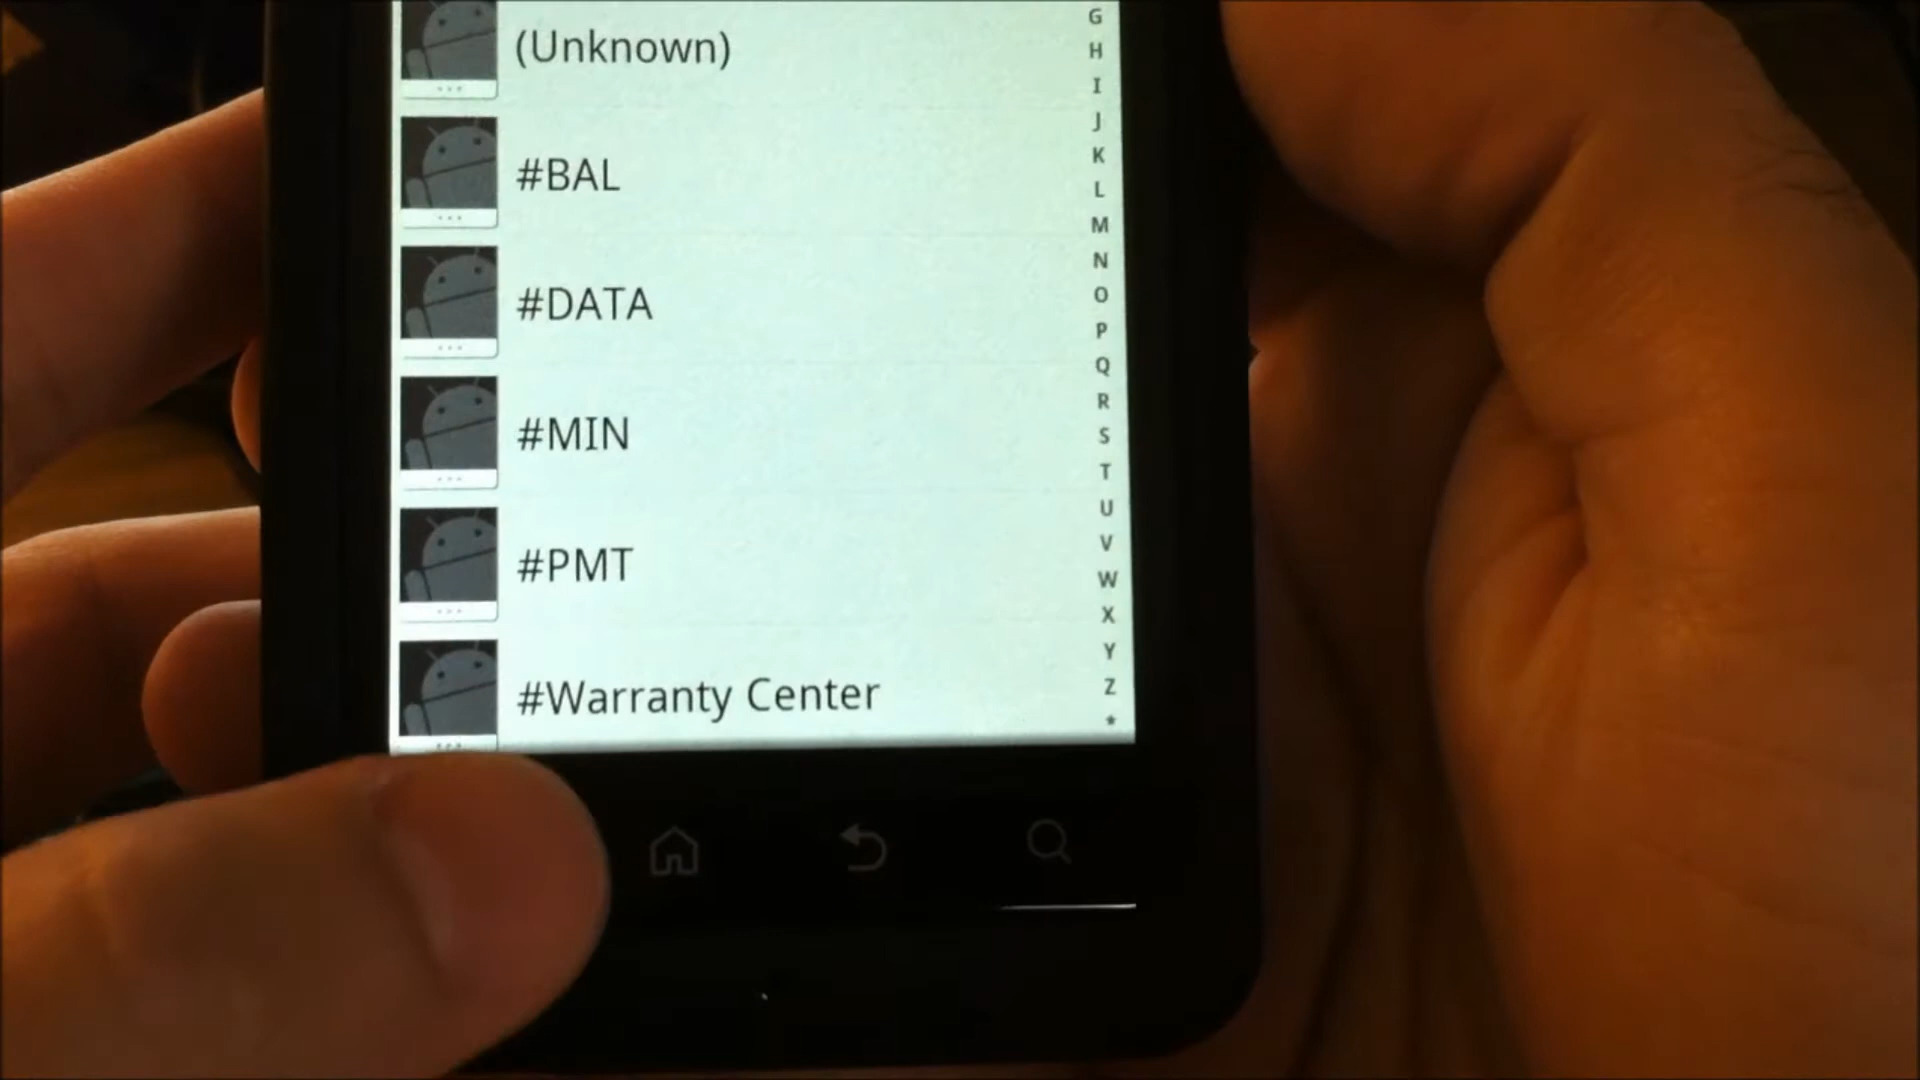 (Unknown)
#BAL
#DATA
#MIN
#PMT
#Warranty Center
G
H
I
J
K
L
M
N
O
P
Q
R
S
T
U
V
W
X
Y
Z
*